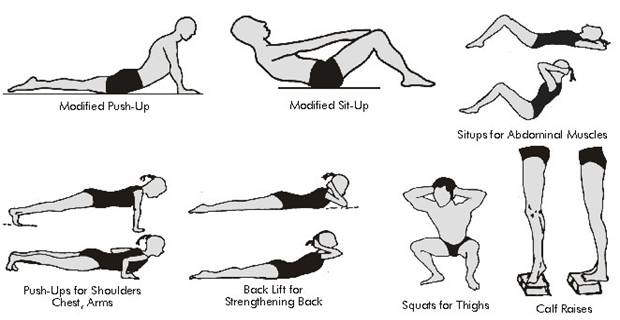 Modified Push-Up
Modified Sit-Up
Situps for Abdominal Muscles
Push-Ups for Shoulders
Chest, Arms
Back Lift for
Strengthening Back
Squats for Thighs
Calf Raises